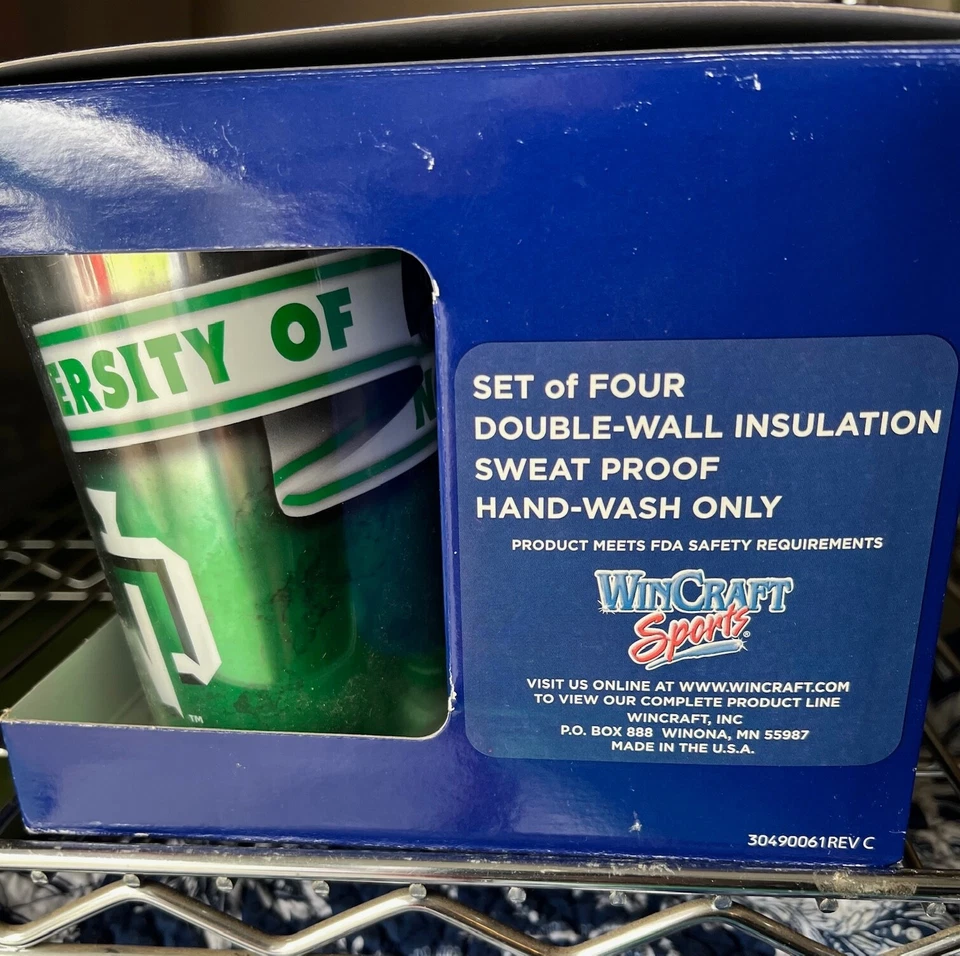 ERSITY OF
N
TM
SET of FOUR
DOUBLE-WALL INSULATION
SWEAT PROOF
HAND-WASH ONLY
PRODUCT MEETS FDA SAFETY REQUIREMENTS
WINCRAFT
Sports®
VISIT US ONLINE AT WWW.WINCRAFT.COM
TO VIEW OUR COMPLETE PRODUCT LINE
WINCRAFT, INC
P.O. BOX 888 WINONA, MN 55987
MADE IN THE U.S.A.
30490061REV C